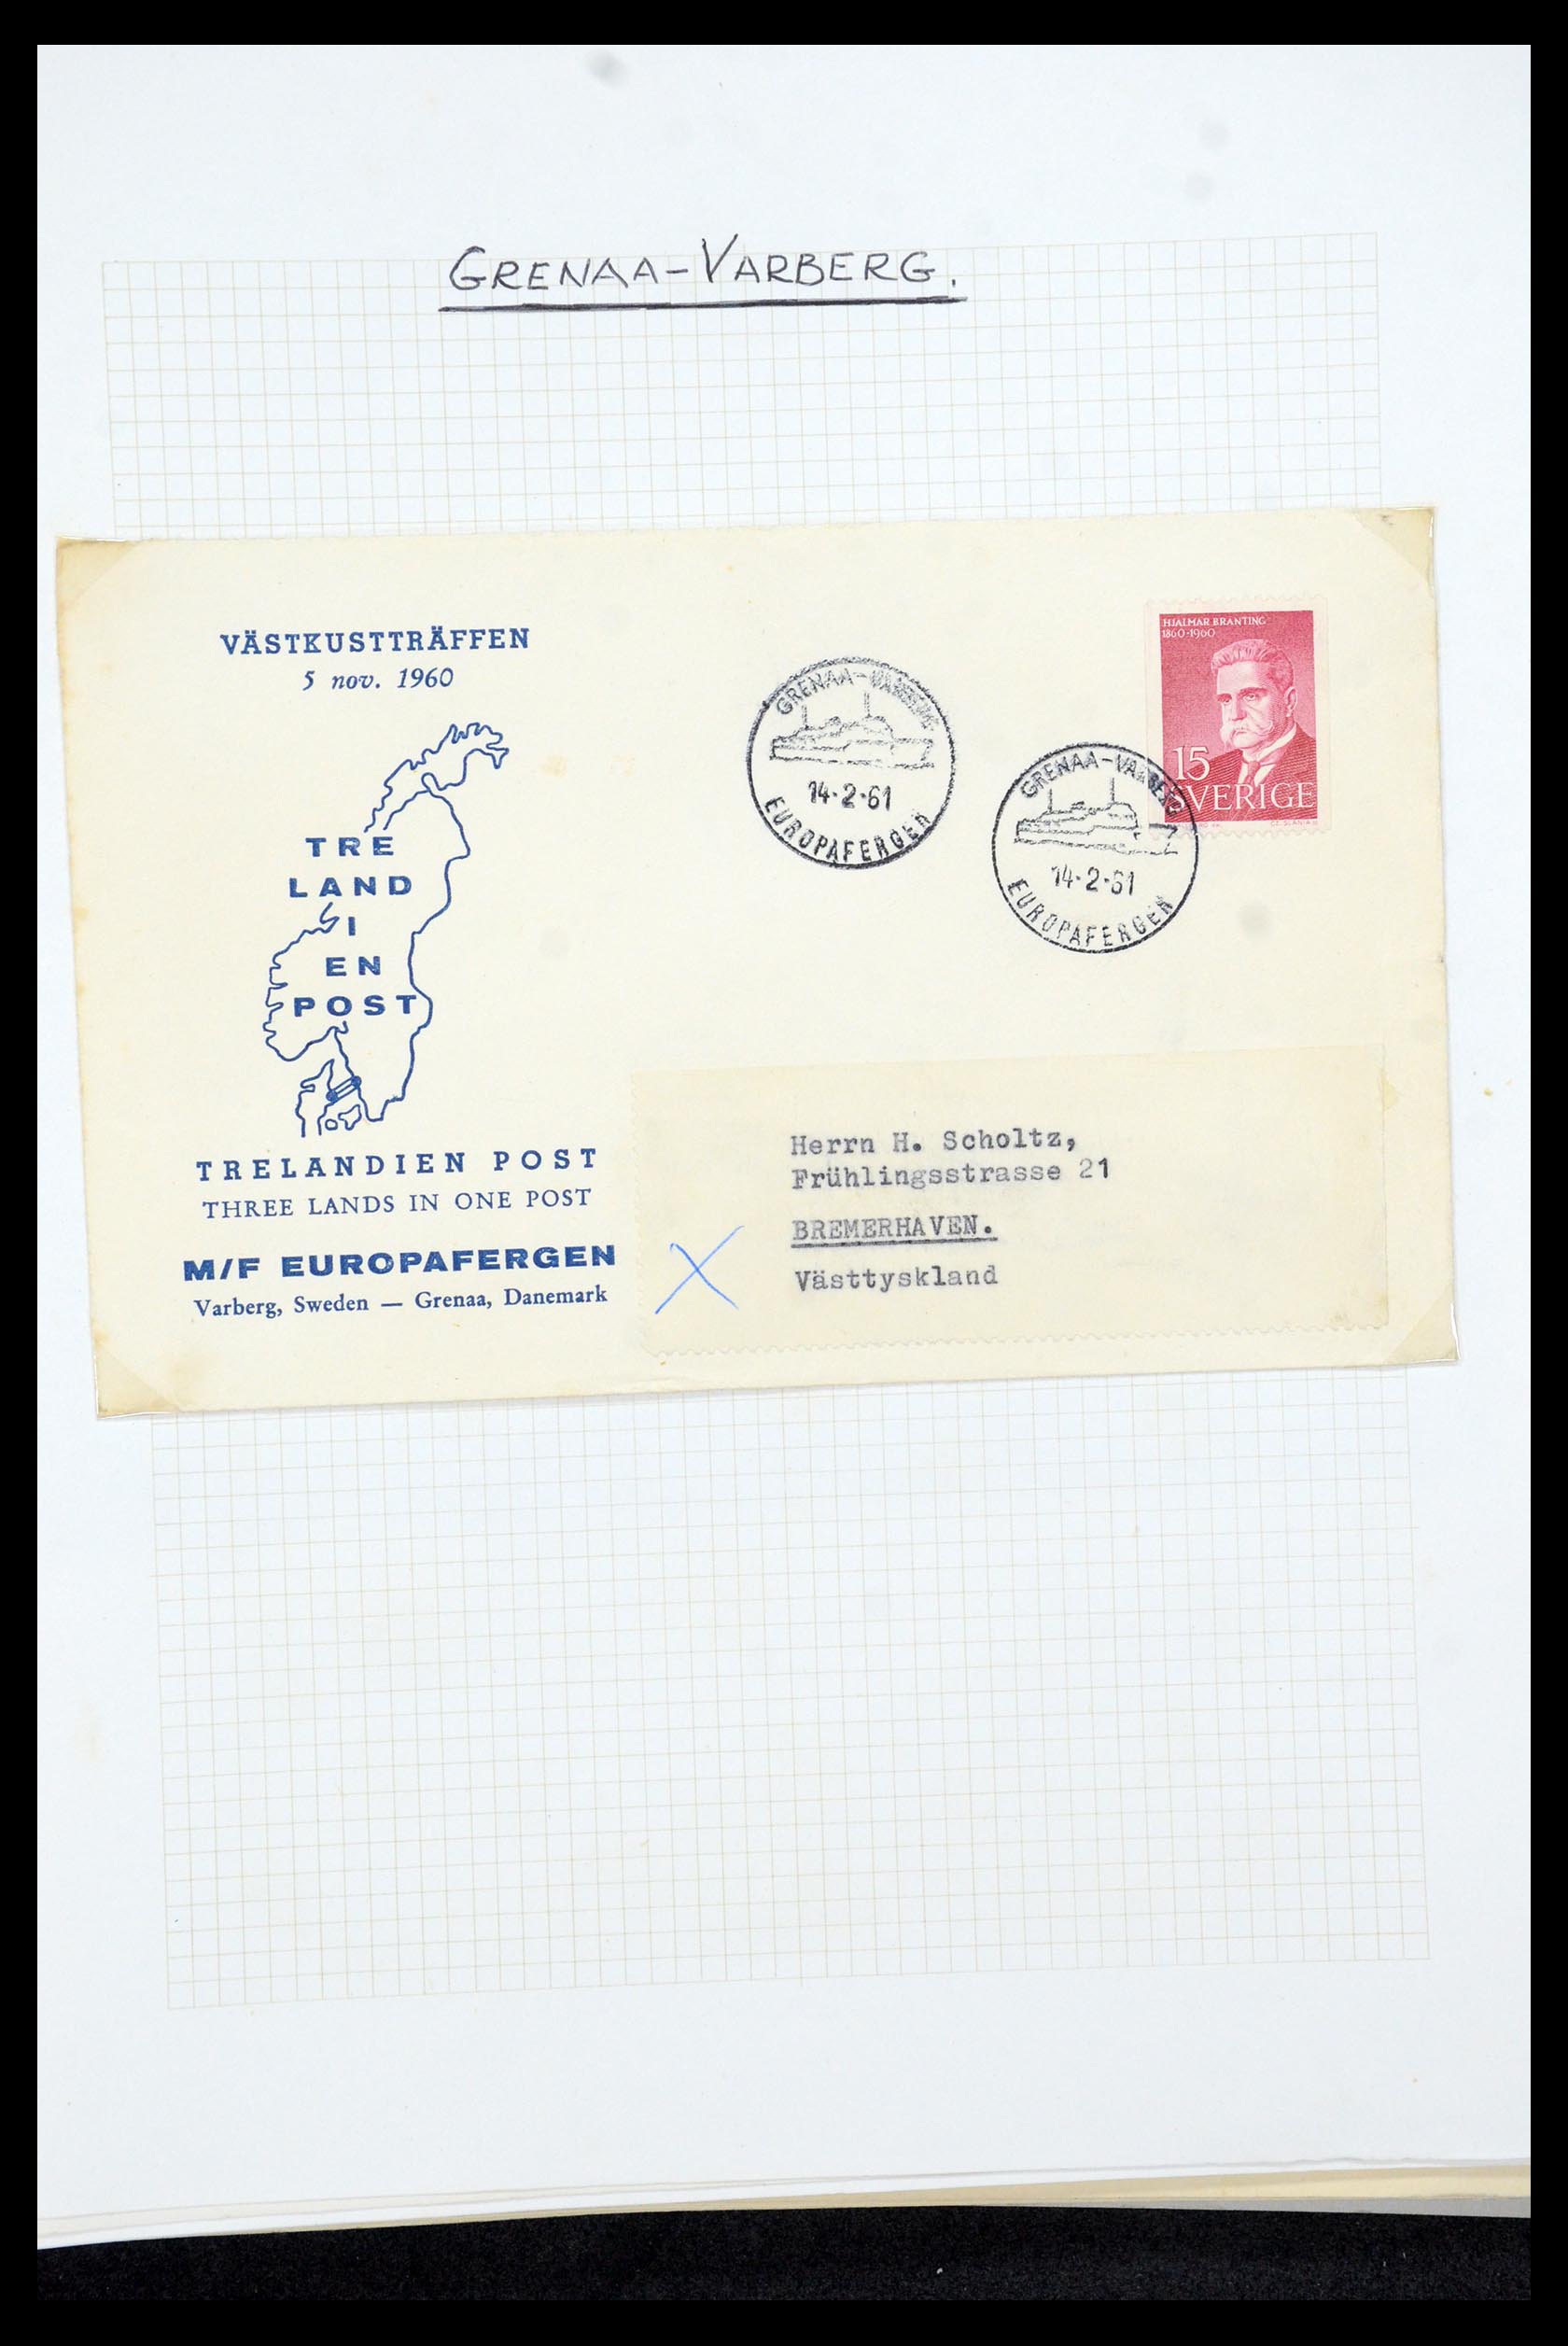 GRENAA-VARBERG.
VÄSTKUSTTRÄFFEN
5 nov. 1960
TRE
LAND
I
EN
POST
TRELANDIEN POST
THREE LANDS IN ONE POST
M/F EUROPAFERGEN
Varberg, Sweden — Grenaa, Danemark
GRENAA-VARBERG
14-2-61
EUROPAFERGEN
GRENAA-VARBERG
14-2-61
EUROPAFERGEN
HJALMAR BRANTING
1860-1960
15
SVERIGE
Herrn H. Scholtz,
Frühlingsstrasse 21
BREMERHAVEN.
Västtyskland